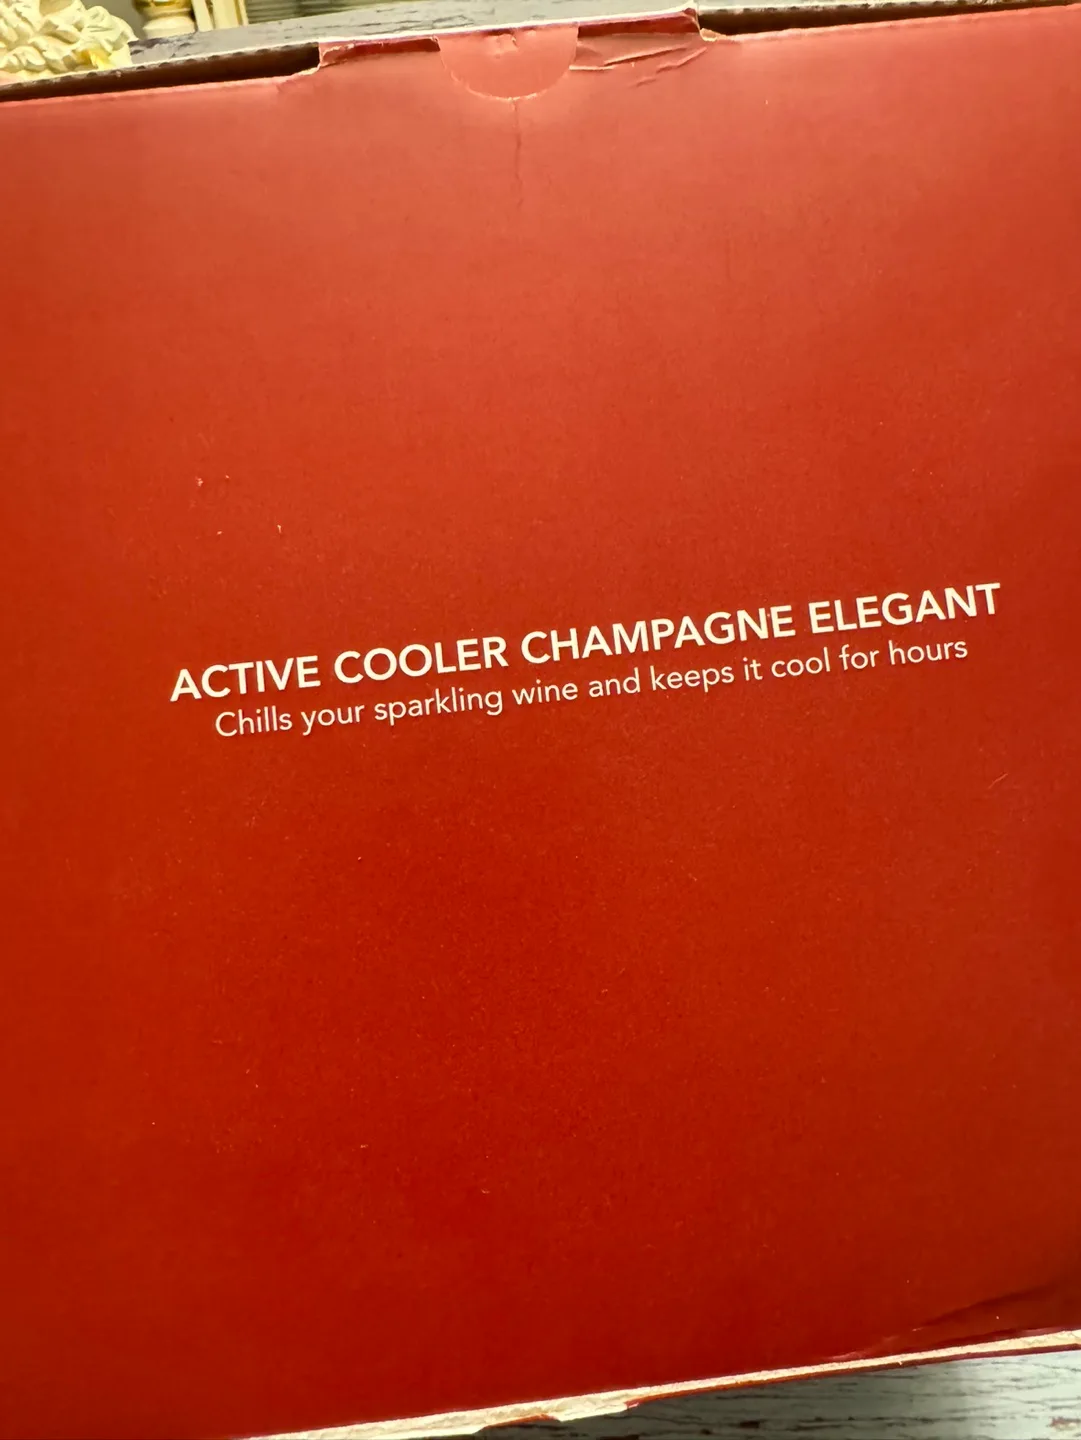 ACTIVE COOLER CHAMPAGNE ELEGANT
Chills your sparkling wine and keeps it cool for hours